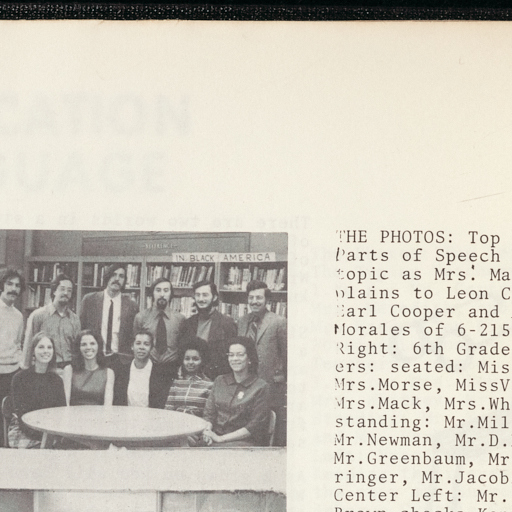 CATION
GUAGE
IN BLACK AMERICA
THE PHOTOS: Top
Parts of Speech
topic as Mrs. Ma
plains to Leon C
Earl Cooper and
Morales of 6-215
Right: 6th Grade
ers: seated: Mis
Mrs.Morse, MissV
Mrs.Mack, Mrs.Wh
standing: Mr.Mil
Mr.Newman, Mr.D.
Mr.Greenbaum, Mr
ringer, Mr.Jacob
Center Left: Mr.